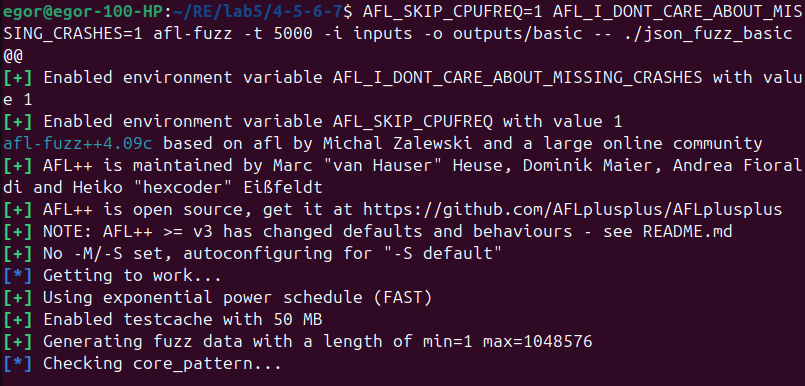 egor@egor-100-HP:~/RE/lab5/4-5-6-7$ AFL_SKIP_CPUFREQ=1 AFL_I_DONT_CARE_ABOUT_MIS
SING_CRASHES=1 afl-fuzz -t 5000 -i inputs -o outputs/basic -- ./json_fuzz_basic
@@
[+] Enabled environment variable AFL_I_DONT_CARE_ABOUT_MISSING_CRASHES with valu
e 1
[+] Enabled environment variable AFL_SKIP_CPUFREQ with value 1
afl-fuzz++4.09c based on afl by Michal Zalewski and a large online community
[+] AFL++ is maintained by Marc "van Hauser" Heuse, Dominik Maier, Andrea Fioral
di and Heiko "hexcoder" Eißfeldt
[+] AFL++ is open source, get it at https://github.com/AFLplusplus/AFLplusplus
[+] NOTE: AFL++ >= v3 has changed defaults and behaviours - see README.md
[+] No -M/-S set, autoconfiguring for "-S default"
[*] Getting to work...
[+] Using exponential power schedule (FAST)
[+] Enabled testcache with 50 MB
[+] Generating fuzz data with a length of min=1 max=1048576
[*] Checking core_pattern...